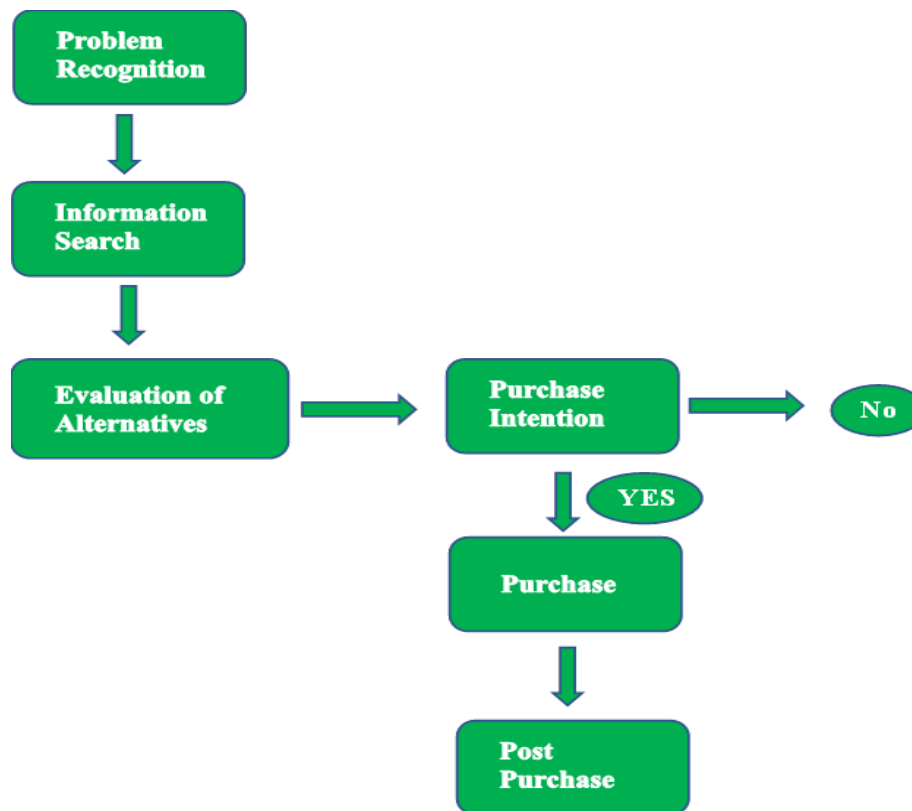 Problem
Recognition
Information
Search
Evaluation of
Alternatives
Purchase
Intention
No
YES
Purchase
Post
Purchase